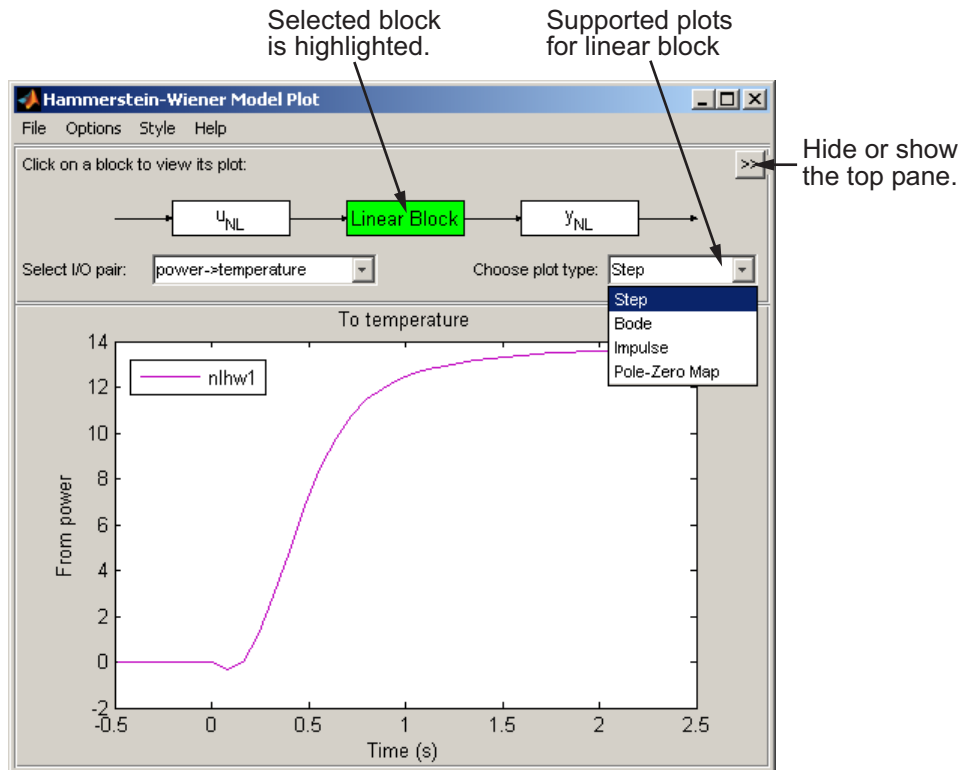 Selected block
is highlighted.
Supported plots
for linear block
Hammerstein-Wiener Model Plot
File Options Style Help
Click on a block to view its plot:
>>
Hide or show
the top pane.
uNL
Linear Block
yNL
Select I/O pair:
power->temperature
Choose plot type:
Step
Step
Bode
Impulse
Pole-Zero Map
To temperature
nlhw1
From power
14
12
10
8
6
4
2
0
-2
-0.5 0 0.5 1 1.5 2 2.5
Time (s)